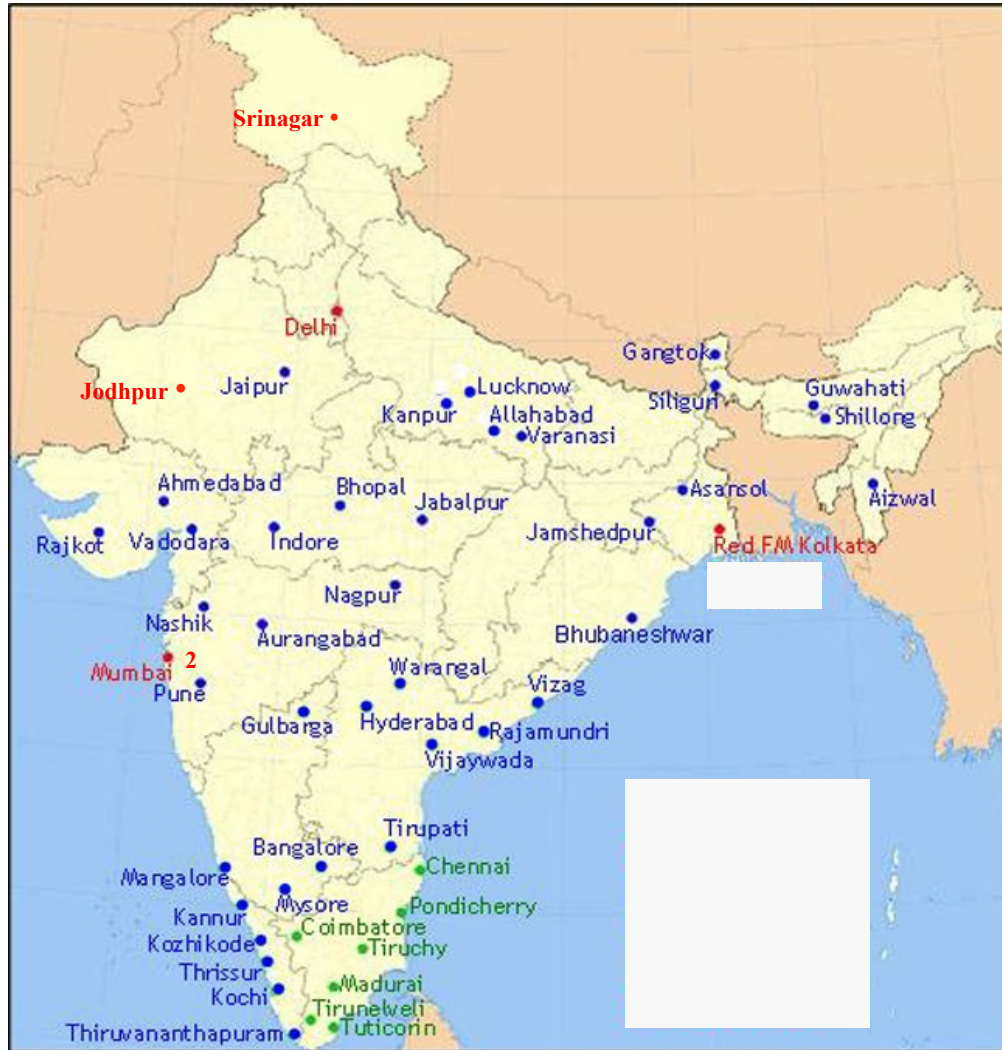 Srinagar •
Delhi
Jodhpur •
Jaipur
Gangtok
Lucknow
Siliguri
Guwahati
Kanpur
Allahabad
Shillong
Varanasi
Ahmedabad
Bhopal
Jabalpur
Asansol
Aizwal
Rajkot
Vadodara
Indore
Jamshedpur
Red FM Kolkata
Nagpur
Nashik
Aurangabad
Bhubaneshwar
Mumbai 2
Warangal
Pune
Vizag
Gulbarga
Hyderabad
Rajamundri
Vijaywada
Tirupati
Bangalore
Chennai
Mangalore
Mysore
Pondicherry
Kannur
Coimbatore
Kozhikode
Tiruchy
Thrissur
Madurai
Kochi
Tirunelveli
Thiruvananthapuram
Tuticorin